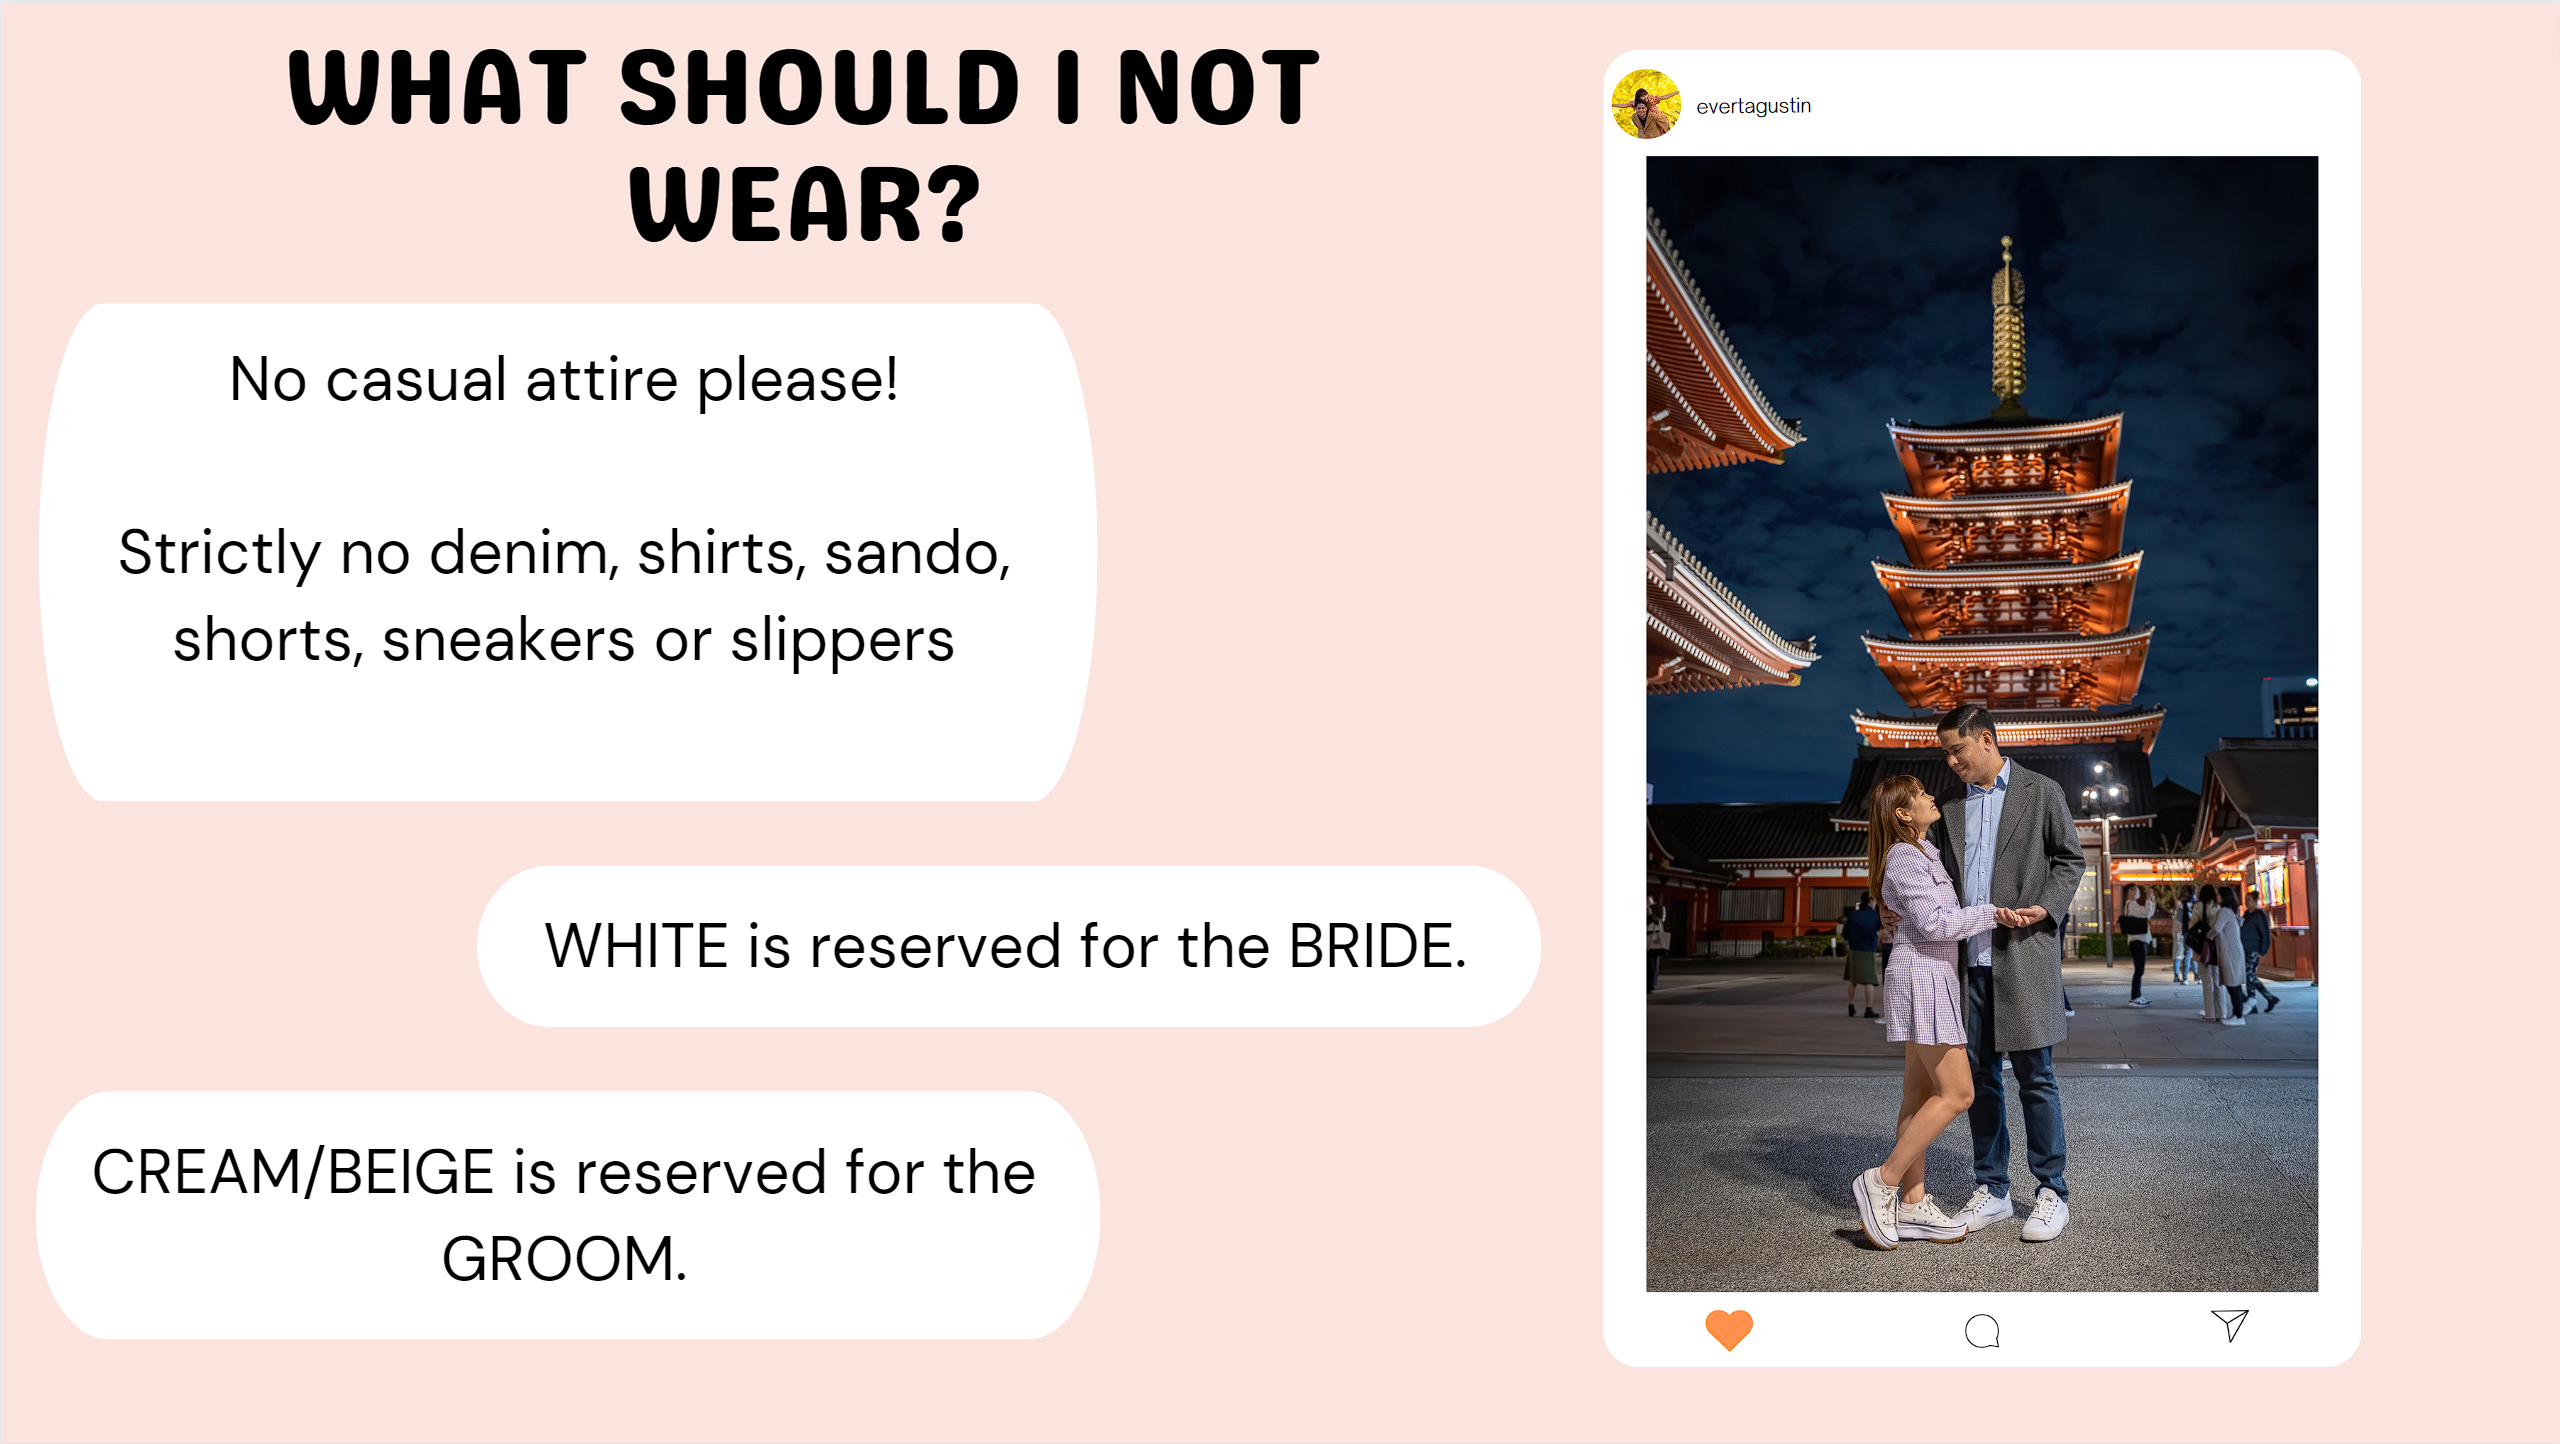 WHAT SHOULD I NOT
WEAR?
No casual attire please!
Strictly no denim, shirts, sando,
shorts, sneakers or slippers
WHITE is reserved for the BRIDE.
CREAM/BEIGE is reserved for the
GROOM.
evertagustin